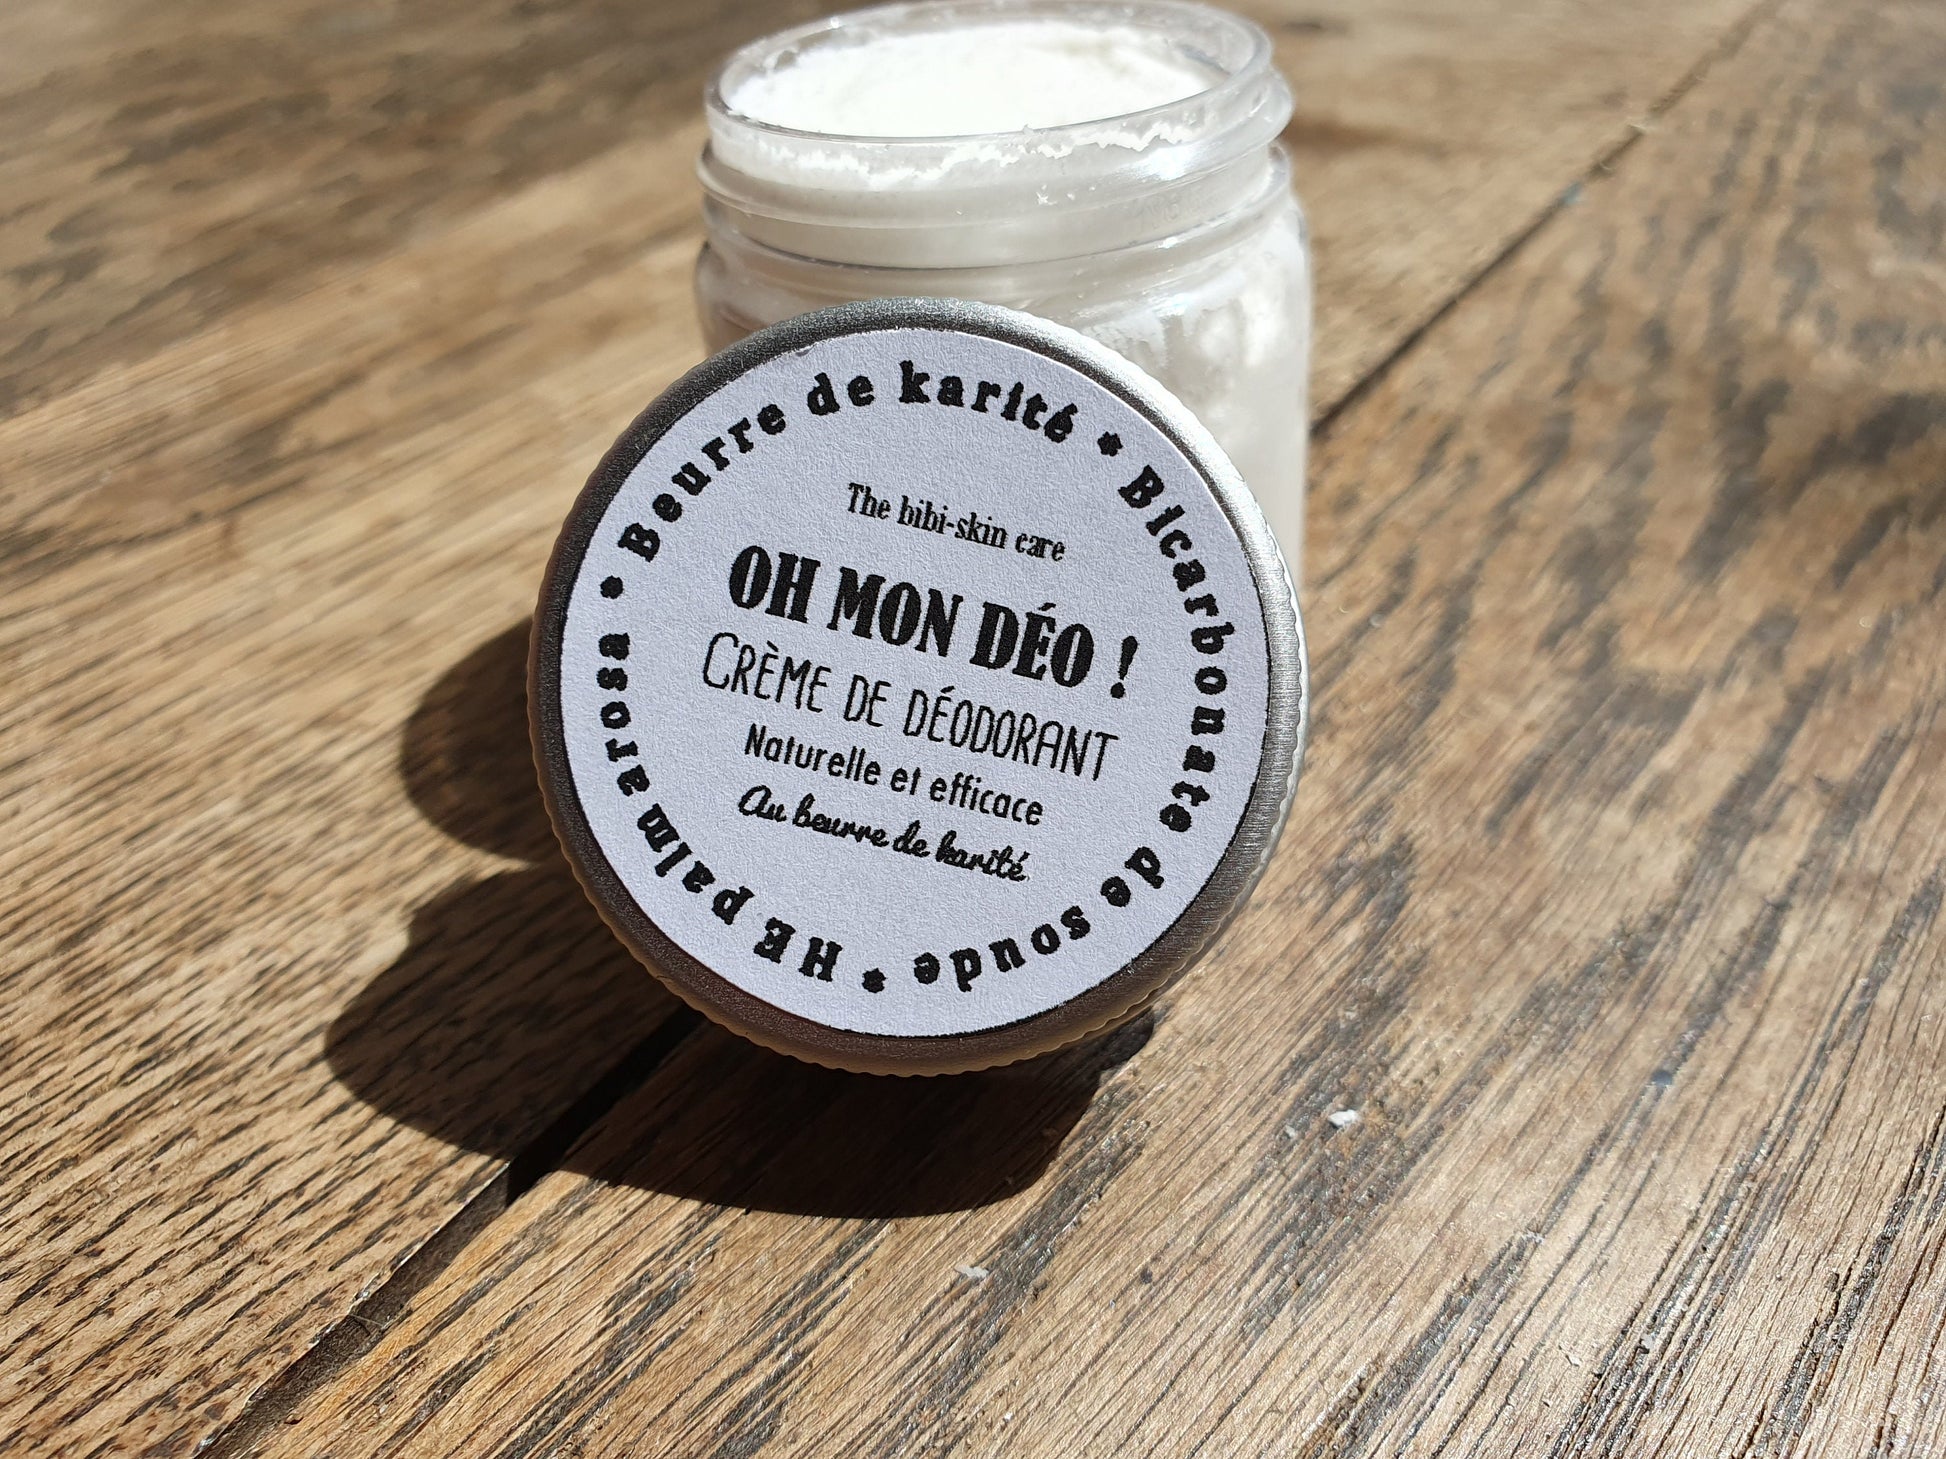 The bibi-skin care
OH MON DÉO !
CRÈME DE DÉODORANT
Naturelle et efficace
Au beurre de karité
* Beurre de karité * Bicarbonate de soude * HE palmarosa